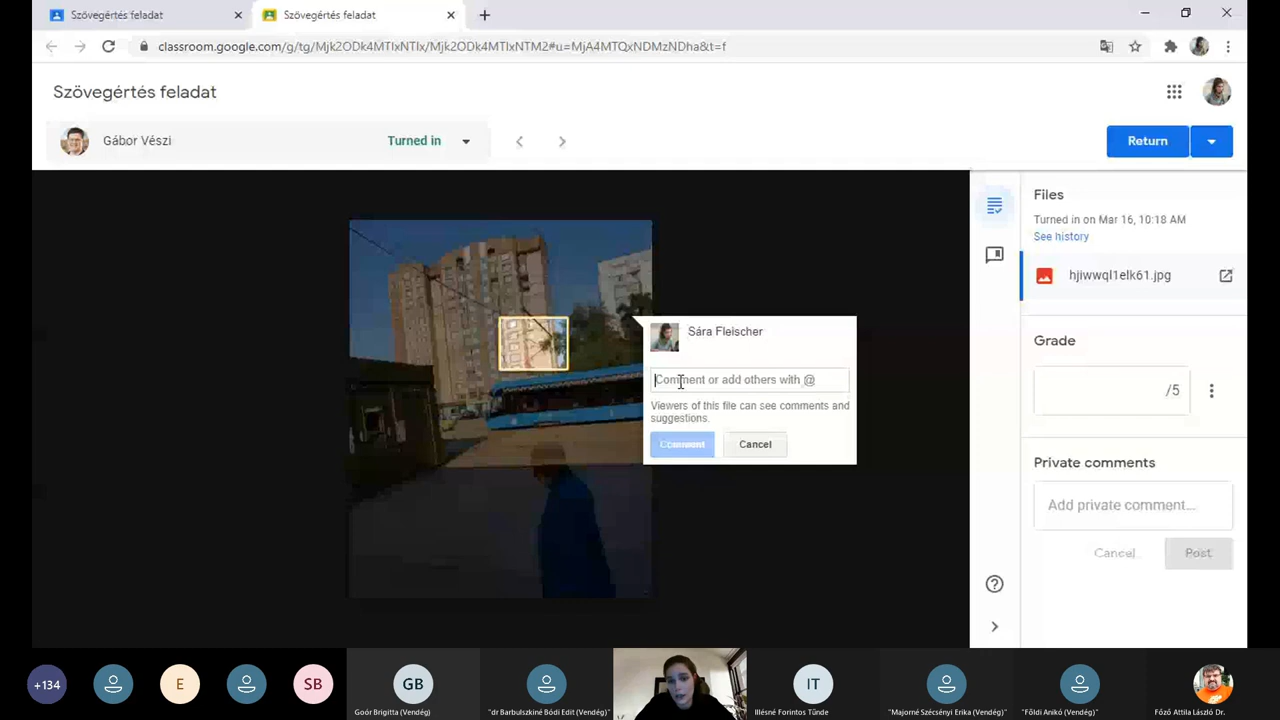 Szövegértés feladat
Szövegértés feladat
classroom.google.com/g/tg/Mjk2ODk4MTIxNTIx/Mjk2ODk4MTIxNTM2#u=MjA4MTQxNDMzNDha&t=f
Szövegértés feladat
Gábor Vészi
Turned in
Return
Files
Turned in on Mar 16, 10:18 AM
See history
hjiwwql1elk61.jpg
Grade
/5
Private comments
Add private comment...
Cancel
Post
Sára Fleischer
Comment or add others with @
Viewers of this file can see comments and
suggestions.
Comment
Cancel
+134
E
SB
GB
IT
Goór Brigitta (Vendég)
"dr Barbulszkiné Bódi Edit (Vendég)"
Illésné Forintos Tünde
"Majorné Szécsényi Erika (Vendég)"
"Földi Anikó (Vendég)"
Főző Attila László Dr.